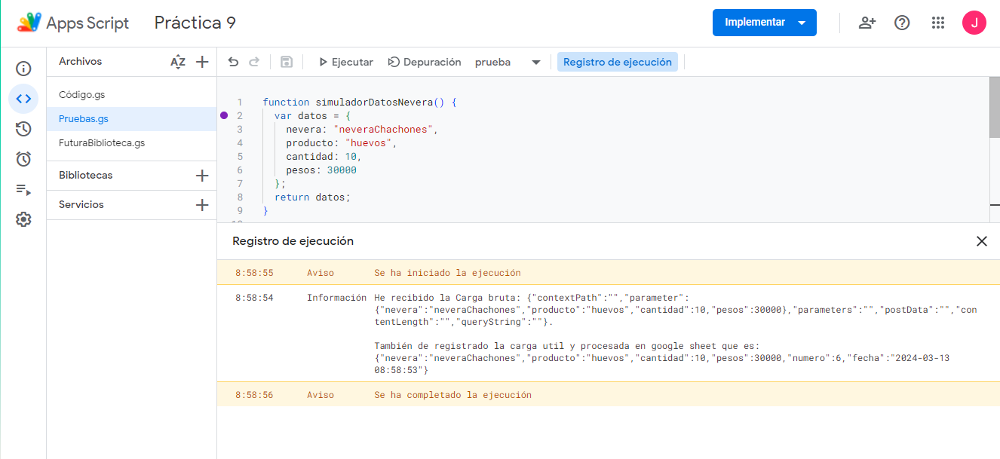 Apps Script Práctica 9 Implementar J
Archivos AZ Ejecutar Depuración prueba Registro de ejecución
Código.gs
Pruebas.gs
FuturaBiblioteca.gs
Bibliotecas
Servicios
1 function simuladorDatosNevera() {
2 var datos = {
3 nevera: "neveraChachones",
4 producto: "huevos",
5 cantidad: 10,
6 pesos: 30000
7 };
8 return datos;
9 }
Registro de ejecución
8:58:55 Aviso Se ha iniciado la ejecución
8:58:54 Información He recibido la Carga bruta: {"contextPath":"","parameter":
{"nevera":"neveraChachones","producto":"huevos","cantidad":10,"pesos":30000},"parameters":"","postData":"","con
tentLength":"","queryString":""}.
También de registrado la carga util y procesada en google sheet que es:
{"nevera":"neveraChachones","producto":"huevos","cantidad":10,"pesos":30000,"numero":6,"fecha":"2024-03-13
08:58:53"}
8:58:56 Aviso Se ha completado la ejecución